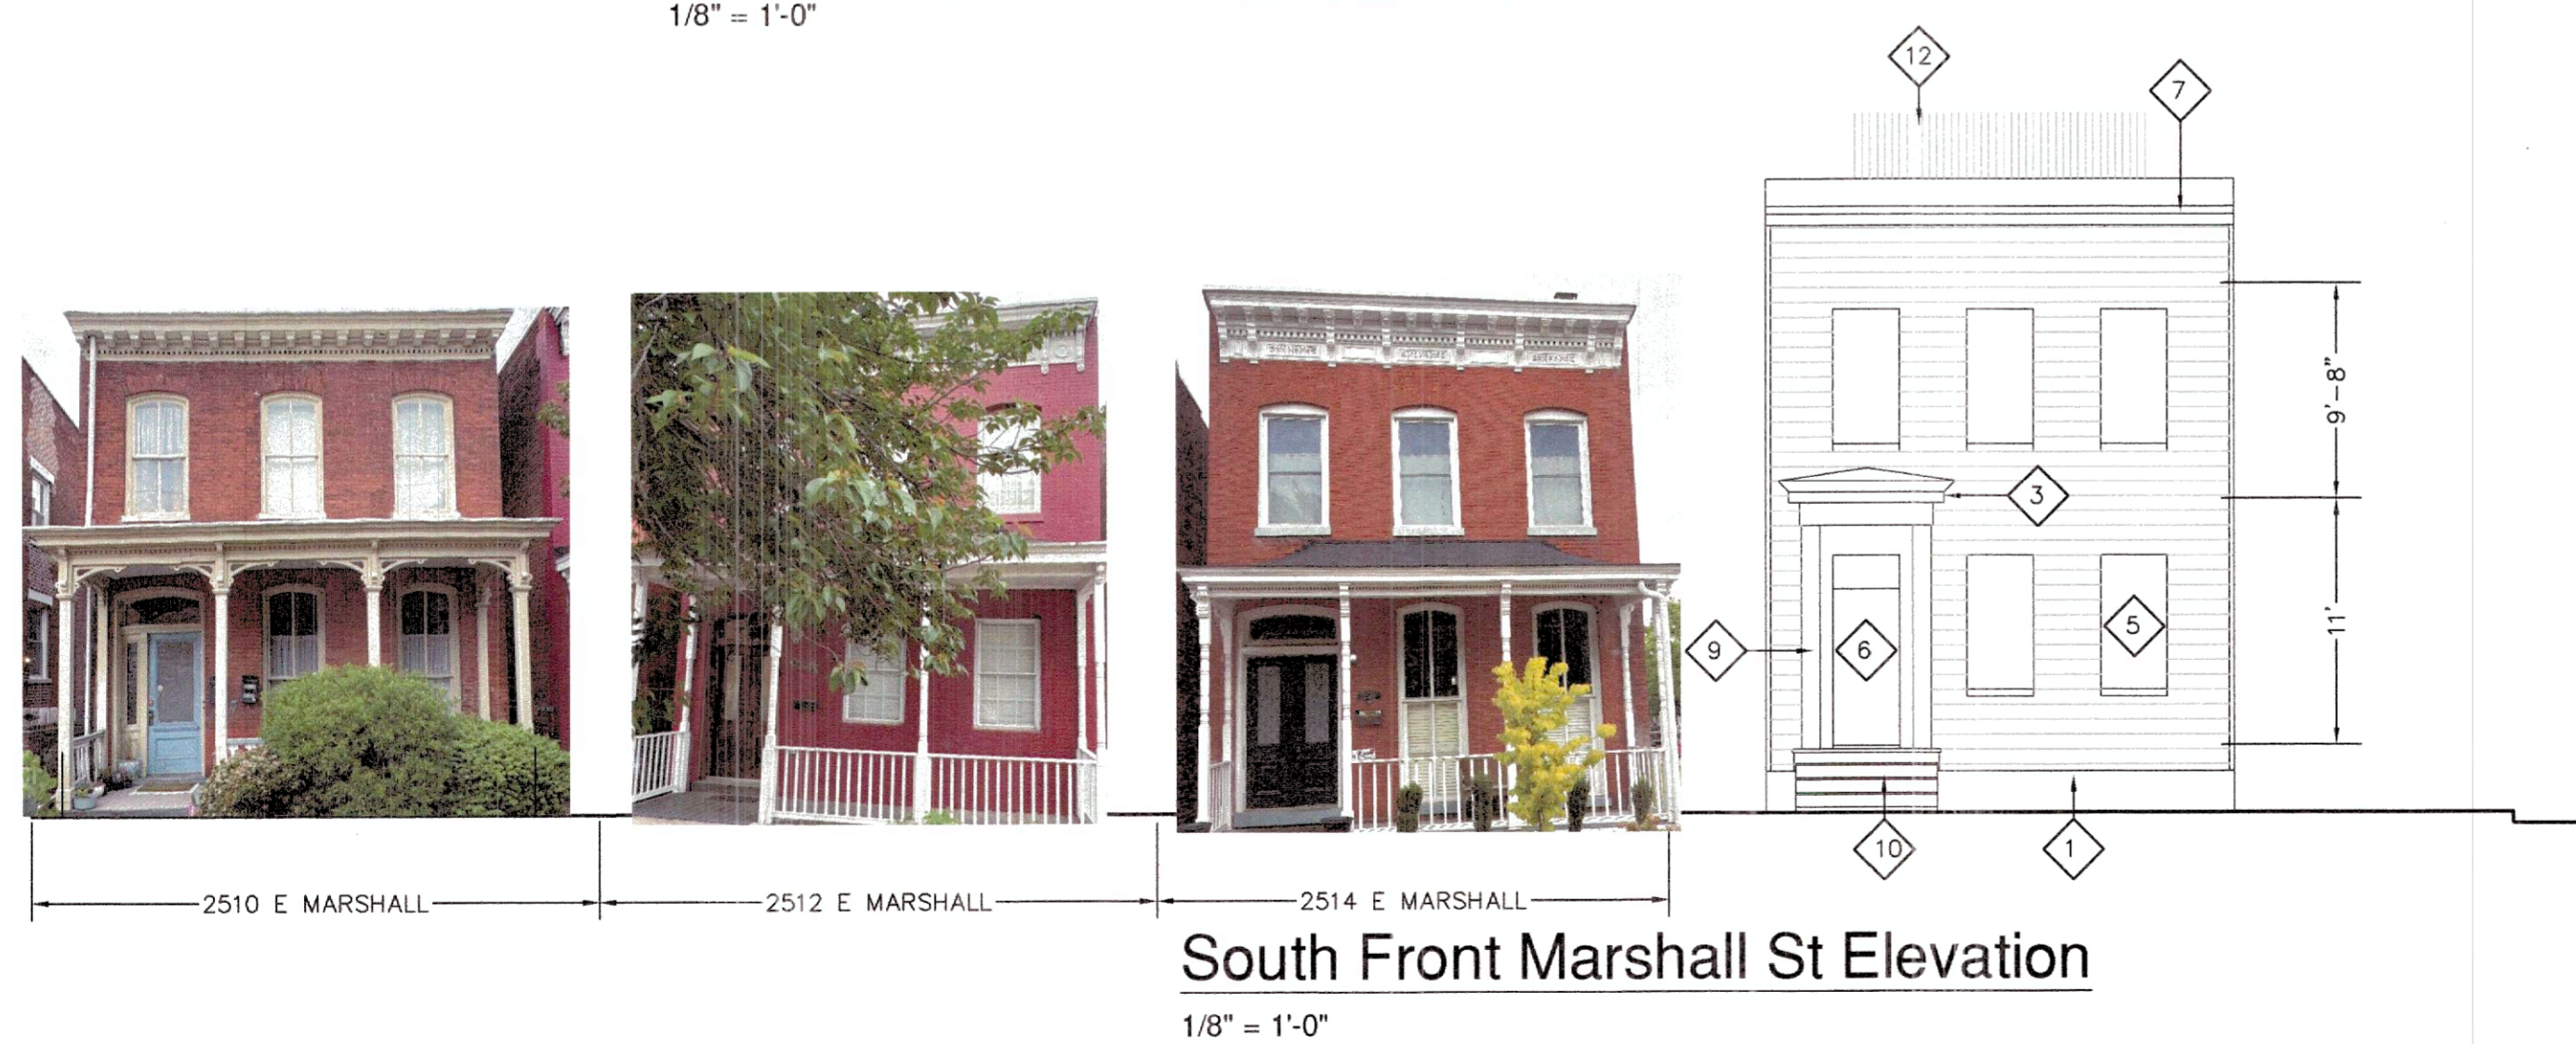 1/8" = 1'-0"
12
7
3
9'-8"
11'
9
6
5
10
1
2510 E MARSHALL
2512 E MARSHALL
2514 E MARSHALL
South Front Marshall St Elevation
1/8" = 1'-0"